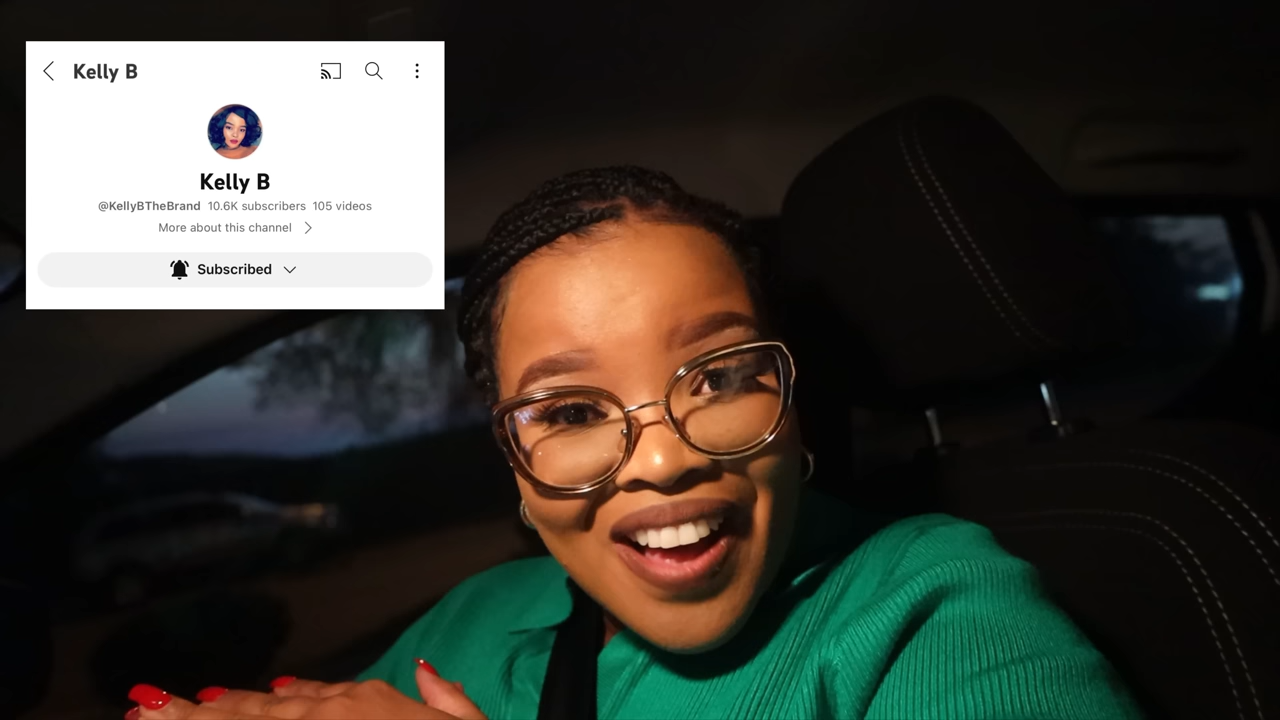 Kelly B
Kelly B
@KellyBTheBrand 10.6K subscribers 105 videos
More about this channel
Subscribed